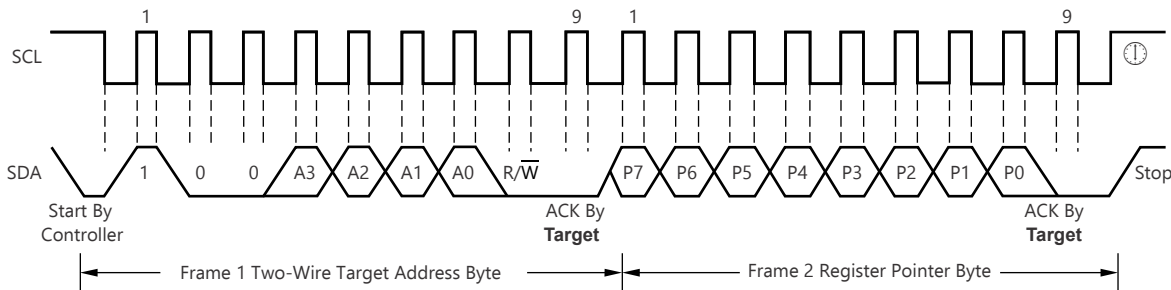 1 9 1 9
SCL
SDA 1 0 0 A3 A2 A1 A0 R/W̅ P7 P6 P5 P4 P3 P2 P1 P0 Stop
Start By ACK By ACK By
Controller Target Target
Frame 1 Two-Wire Target Address Byte Frame 2 Register Pointer Byte